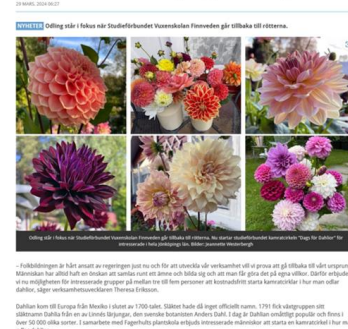 29 MARS, 2024 06:27
NYHETER Odling står i fokus när Studieförbundet Vuxenskolan Finnveden går tillbaka till rötterna.
Odling står i fokus när Studieförbundet Vuxenskolan Finnveden går tillbaka till rötterna. Nu startar studieförbundet kamratcirkeln "Dags för Dahlior" för
intresserade i hela Jönköpings län. Bilder: Jeanette Westerbergh
– Folkbildningen är hårt ansatt av regeringen just nu och för att utveckla vår verksamhet vill vi prova att gå tillbaka till vårt ursprung.
Människan har alltid haft en önskan att samlas runt ett ämne och bilda sig och att man får göra det på egna villkor. Därför erbjuder
vi nu möjligheten för intresserade grupper på mellan tre till fem personer att kostnadsfritt starta kamratcirklar i hur man odlar
dahlior, säger verksamhetsutvecklaren Theresa Eriksson.
Dahlian kom till Europa från Mexiko i slutet av 1700-talet. Släktet hade då inget officiellt namn. 1791 fick växtgruppen sitt
släktnamn Dahlia från en av Linnés lärjungar, den svenske botanisten Anders Dahl. I dag är Dahlian omåttligt populär och finns i
över 50 000 olika sorter. I samarbete med Fagerhults plantskola erbjuds intresserade människor att starta en kamratcirkel i hur